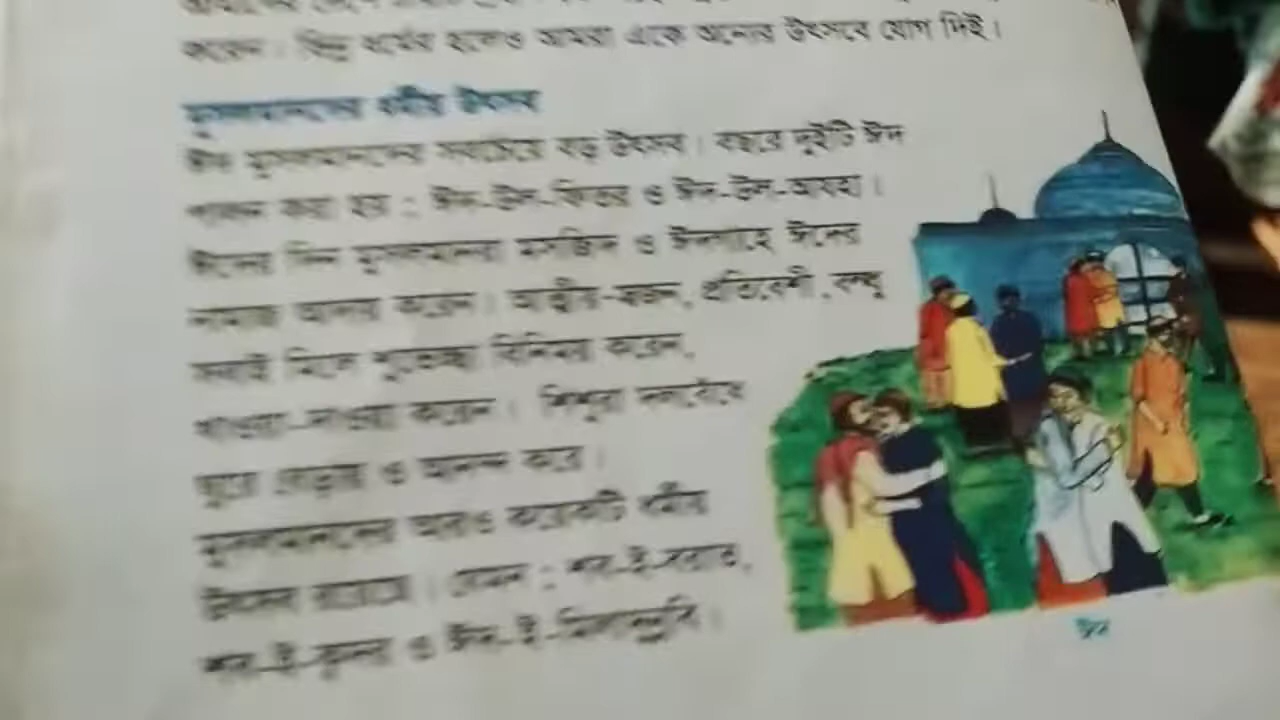 করেন। ভিন্ন ধর্মের হলেও আমরা একে অন্যের উৎসবে যোগ দিই।
মুসলমানদের ধর্মীয় উৎসব
ঈদ মুসলমানদের সবচেয়ে বড় উৎসব। বছরে দুইটি ঈদ
পালন করা হয় : ঈদ-উল-ফিতর ও ঈদ-উল-আযহা।
ঈদের দিন মুসলমানরা মসজিদ ও ঈদগাহে ঈদের
নামাজ আদায় করেন। আত্মীয়-স্বজন, প্রতিবেশী, বন্ধু
সবাই মিলে শুভেচ্ছা বিনিময় করেন,
খাওয়া-দাওয়া করেন। শিশুরা দলবেঁধে
ঘুরে বেড়ায় ও আনন্দ করে।
মুসলমানদের আরও কয়েকটি ধর্মীয়
উৎসব রয়েছে। যেমন : শব-ই-বরাত,
শব-ই-কদর ও ঈদ-ই-মিলাদুন্নবি।
ঈদ